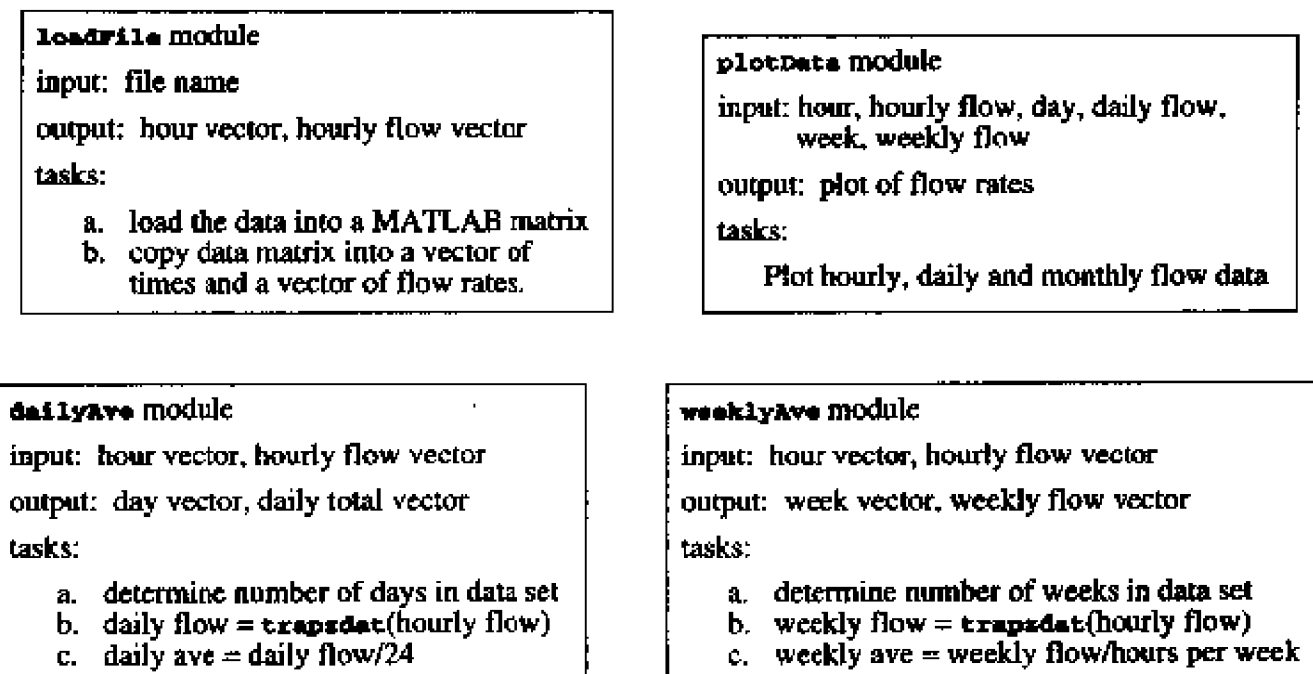 loadFile module
input: file name
output: hour vector, hourly flow vector
tasks:
a. load the data into a MATLAB matrix
b. copy data matrix into a vector of
times and a vector of flow rates.
plotData module
input: hour, hourly flow, day, daily flow,
week, weekly flow
output: plot of flow rates
tasks:
Plot hourly, daily and monthly flow data
dailyAve module
input: hour vector, hourly flow vector
output: day vector, daily total vector
tasks:
a. determine number of days in data set
b. daily flow = trapzdat(hourly flow)
c. daily ave = daily flow/24
weeklyAve module
input: hour vector, hourly flow vector
output: week vector, weekly flow vector
tasks:
a. determine number of weeks in data set
b. weekly flow = trapzdat(hourly flow)
c. weekly ave = weekly flow/hours per week